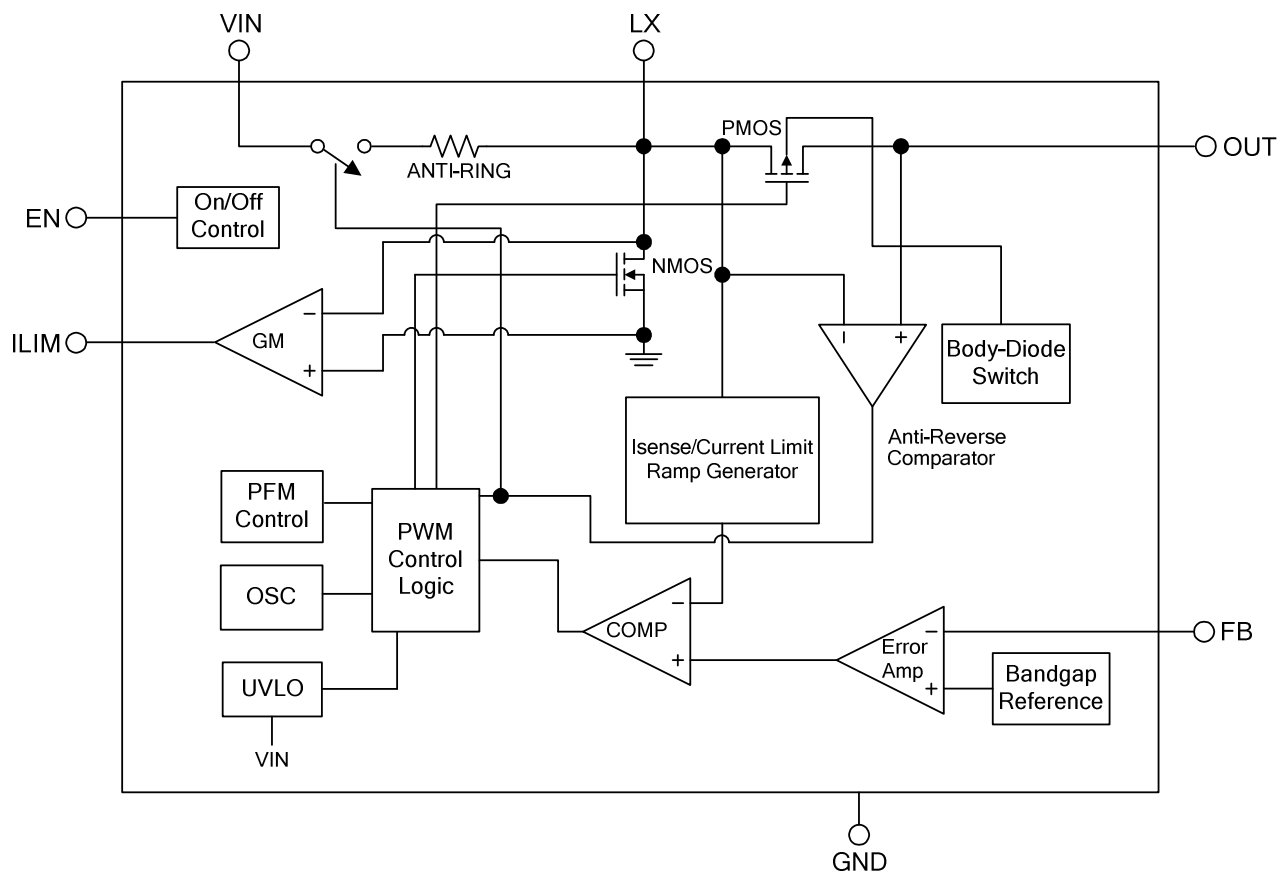 VIN
LX
PMOS
OUT
ANTI-RING
On/Off
Control
EN
NMOS
ILIM
GM
−
+
−
+
Body-Diode
Switch
Isense/Current Limit
Ramp Generator
Anti-Reverse
Comparator
PFM
Control
PWM
Control
Logic
OSC
COMP
−
+
Error
Amp
−
+
FB
Bandgap
Reference
UVLO
VIN
GND